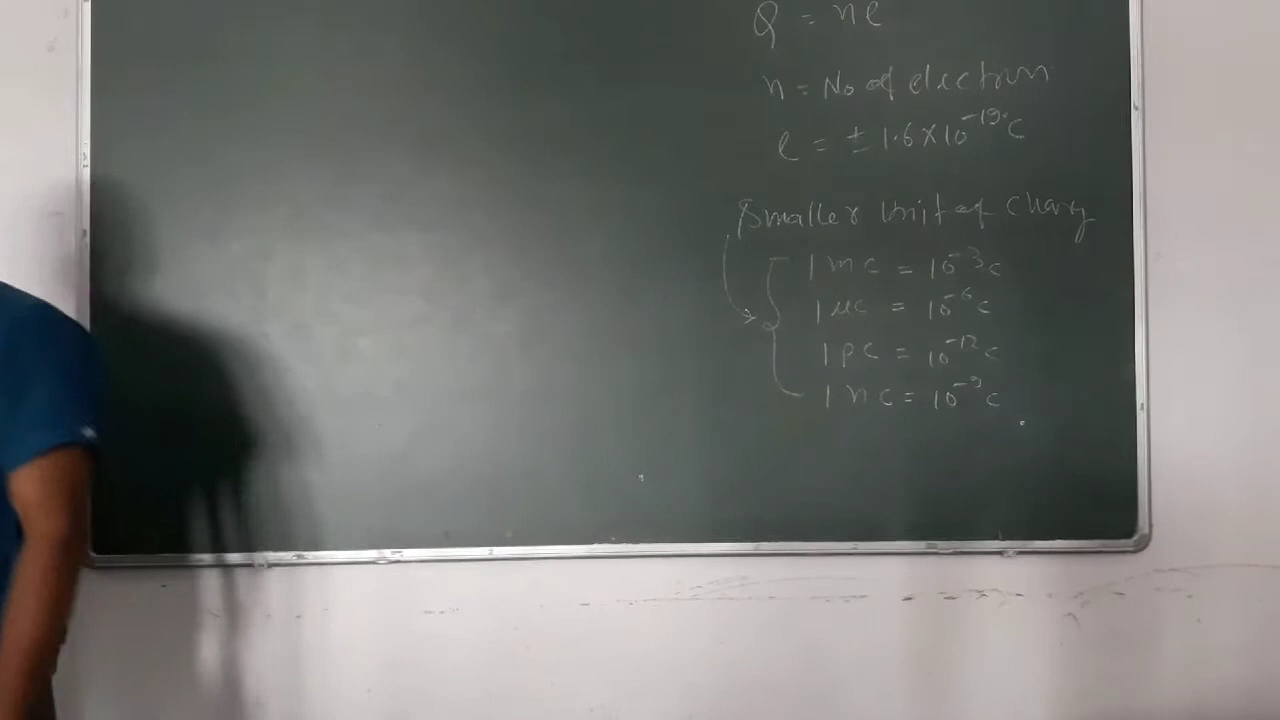 Q = ne
n = No of electron
e = ± 1.6 X 10^-19 C
Smaller Unit of Charg
1 mc = 10^-3 c
1 μc = 10^-6 c
1 pc = 10^-12 c
1 nc = 10^-9 c